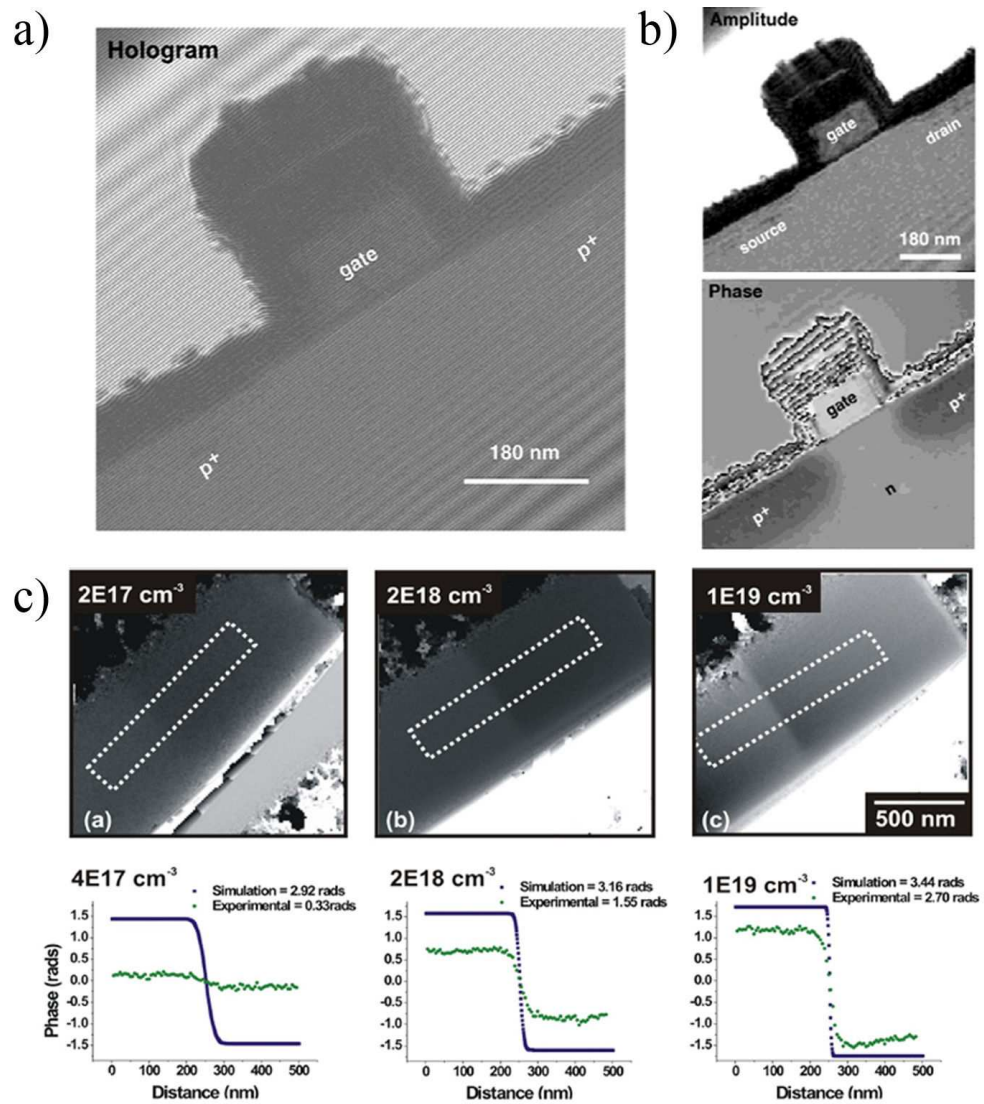 a)
Hologram
gate
p+
p+
180 nm
b)
Amplitude
gate
drain
source
180 nm
Phase
gate
p+
n
p+
c)
2E17 cm-3
(a)
2E18 cm-3
(b)
1E19 cm-3
(c)
500 nm
4E17 cm-3
Simulation = 2.92 rads
Experimental = 0.33rads
Phase (rads)
1.5
1.0
0.5
0.0
-0.5
-1.0
-1.5
0 100 200 300 400 500
Distance (nm)
2E18 cm-3
Simulation = 3.16 rads
Experimental = 1.55 rads
1.5
1.0
0.5
0.0
-0.5
-1.0
-1.5
0 100 200 300 400 500
Distance (nm)
1E19 cm-3
Simulation = 3.44 rads
Experimental = 2.70 rads
1.5
1.0
0.5
0.0
-0.5
-1.0
-1.5
0 100 200 300 400 500
Distance (nm)